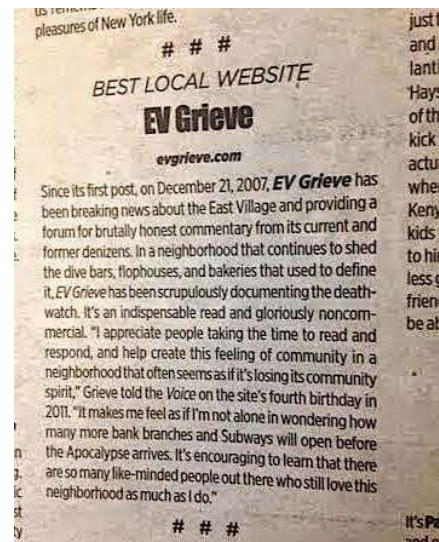 pleasures of New York life.
# # #
BEST LOCAL WEBSITE
EV Grieve
evgrieve.com
Since its first post, on December 21, 2007, EV Grieve has
been breaking news about the East Village and providing a
forum for brutally honest commentary from its current and
former denizens. In a neighborhood that continues to shed
the dive bars, flophouses, and bakeries that used to define
it, EV Grieve has been scrupulously documenting the death-
watch. It's an indispensable read and gloriously noncom-
mercial. "I appreciate people taking the time to read and
respond, and help create this feeling of community in a
neighborhood that often seems as if it's losing its community
spirit," Grieve told the Voice on the site's fourth birthday in
2011. "It makes me feel as if I'm not alone in wondering how
many more bank branches and Subways will open before
the Apocalypse arrives. It's encouraging to learn that there
are so many like-minded people out there who still love this
neighborhood as much as I do."
# # #
just
and
lant
of th
kick
actu
whe
Keny
kids
to hi
less
frien
be a
It's Pa